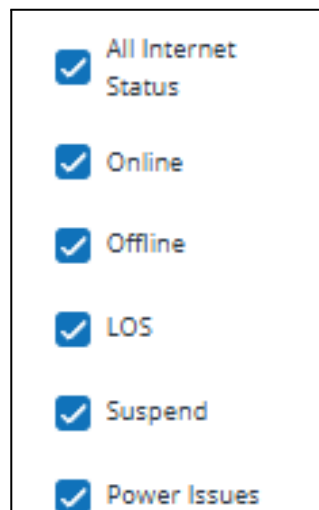 All Internet
Status
Online
Offline
LOS
Suspend
Power Issues